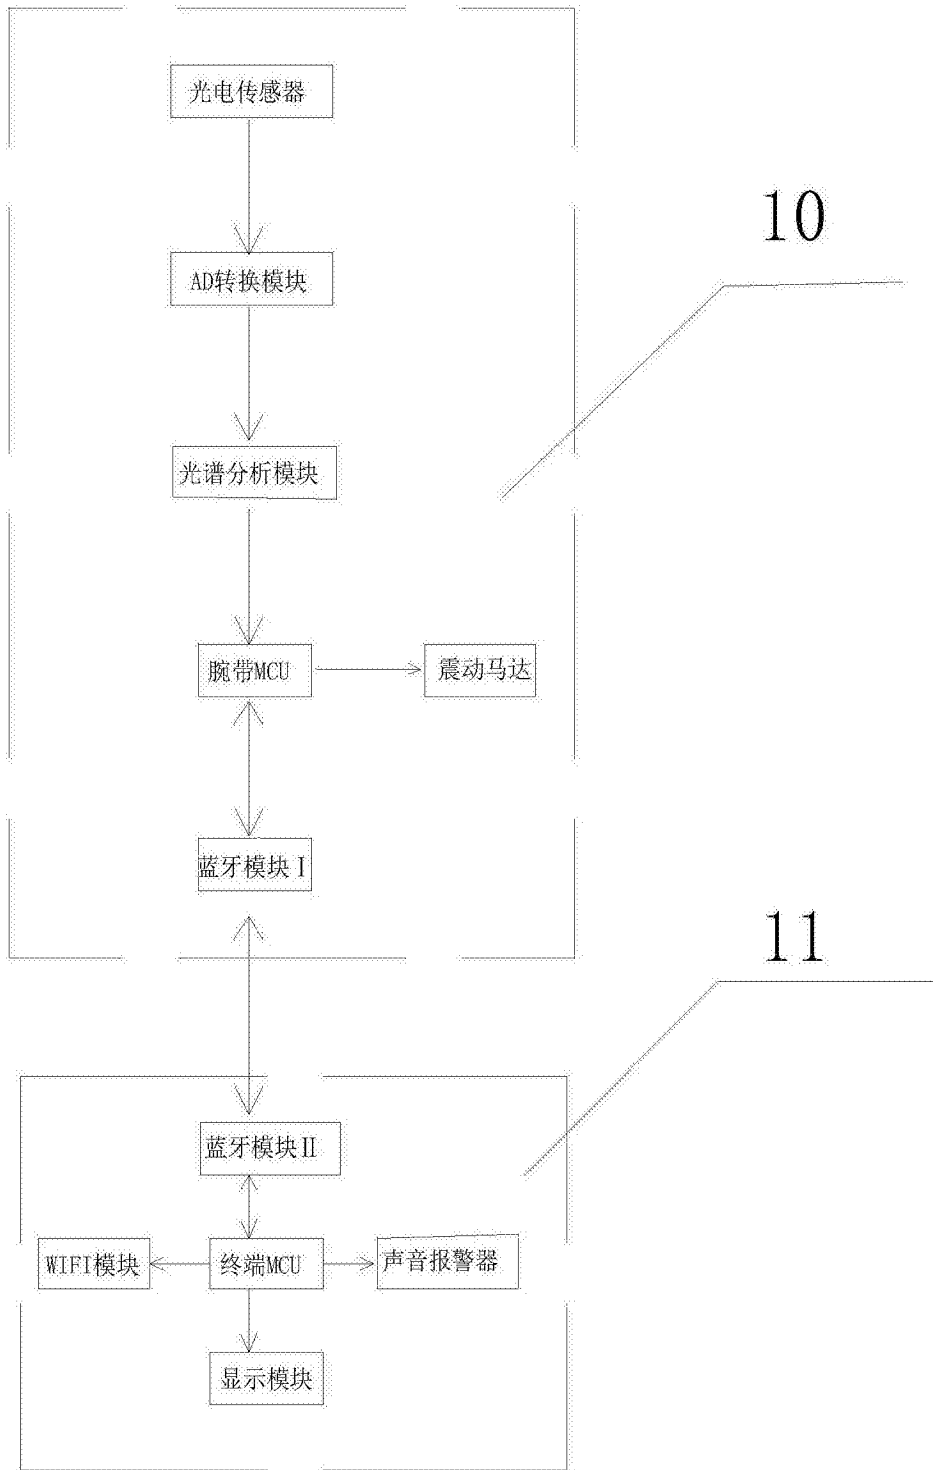 光电传感器
10
AD转换模块
光谱分析模块
腕带MCU
震动马达
蓝牙模块Ⅰ
11
蓝牙模块Ⅱ
WIFI模块
终端MCU
声音报警器
显示模块